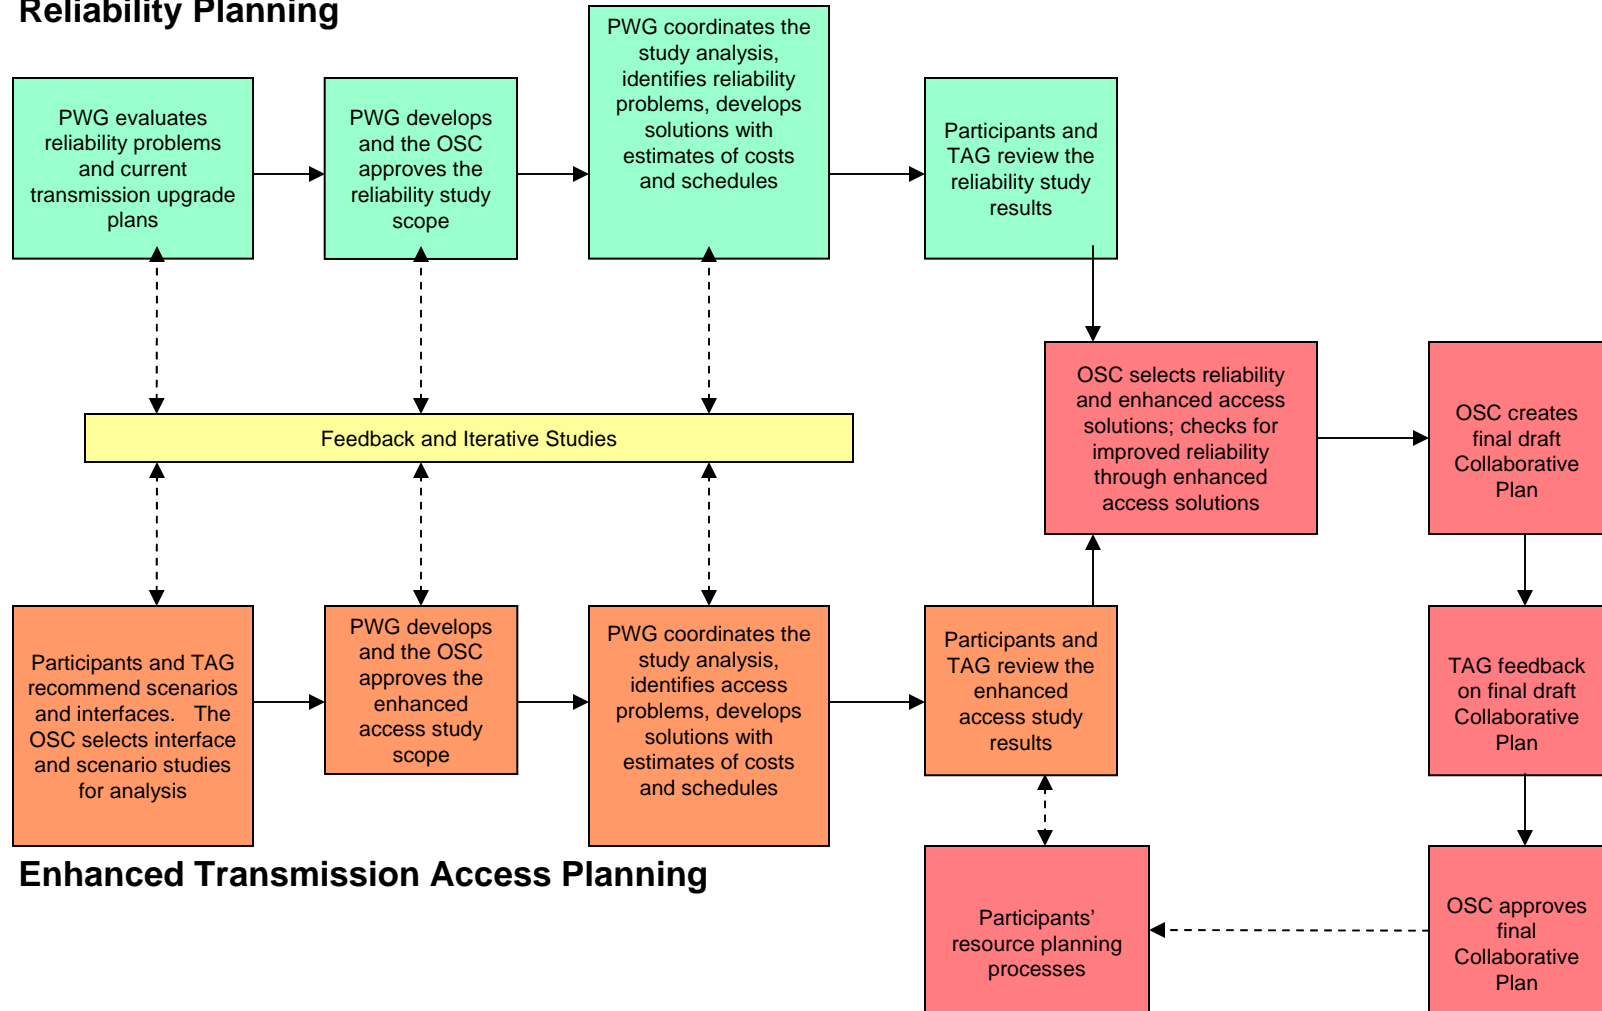 Reliability Planning
PWG evaluates
reliability problems
and current
transmission upgrade
plans
PWG develops
and the OSC
approves the
reliability study
scope
PWG coordinates the
study analysis,
identifies reliability
problems, develops
solutions with
estimates of costs
and schedules
Participants and
TAG review the
reliability study
results
Feedback and Iterative Studies
OSC selects reliability
and enhanced access
solutions; checks for
improved reliability
through enhanced
access solutions
OSC creates
final draft
Collaborative
Plan
Participants and TAG
recommend scenarios
and interfaces.   The
OSC selects interface
and scenario studies
for analysis
PWG develops
and the OSC
approves the
enhanced
access study
scope
PWG coordinates the
study analysis,
identifies access
problems, develops
solutions with
estimates of costs
and schedules
Participants and
TAG review the
enhanced
access study
results
TAG feedback
on final draft
Collaborative
Plan
Enhanced Transmission Access Planning
Participants’
resource planning
processes
OSC approves
final
Collaborative
Plan